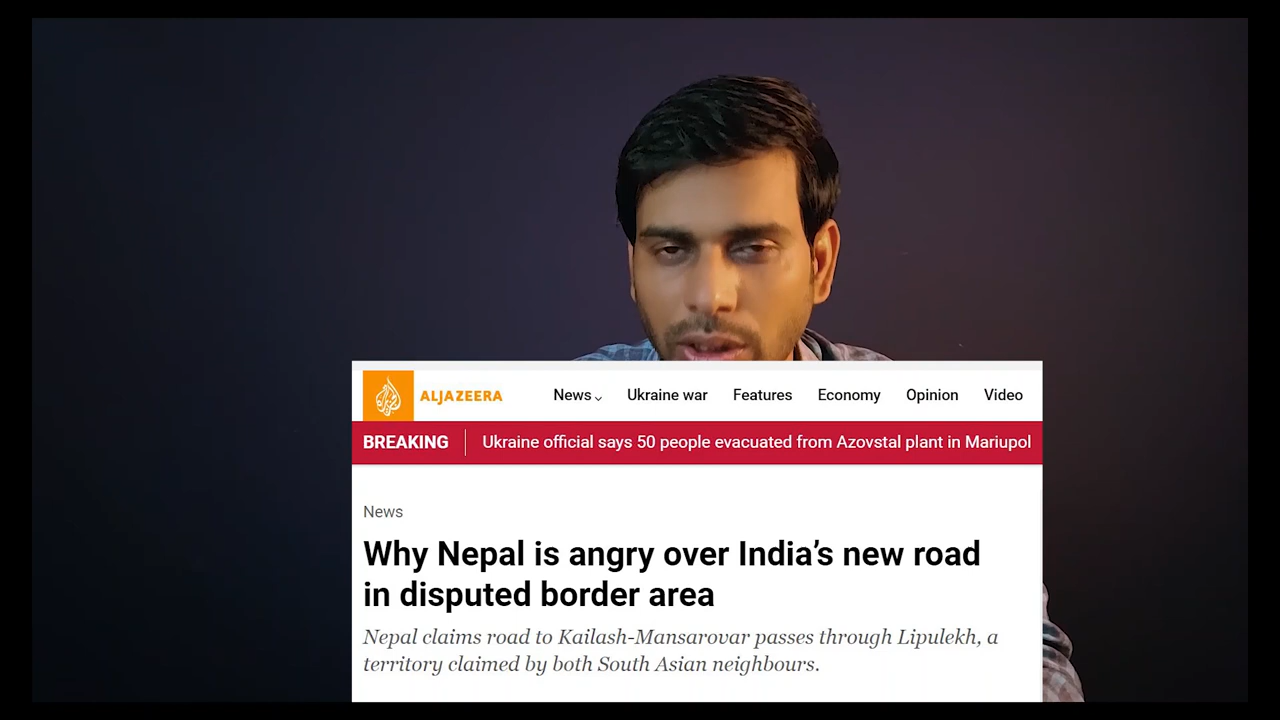 ALJAZEERA
News Ukraine war Features Economy Opinion Video
BREAKING Ukraine official says 50 people evacuated from Azovstal plant in Mariupol
News
Why Nepal is angry over India's new road
in disputed border area
Nepal claims road to Kailash-Mansarovar passes through Lipulekh, a
territory claimed by both South Asian neighbours.